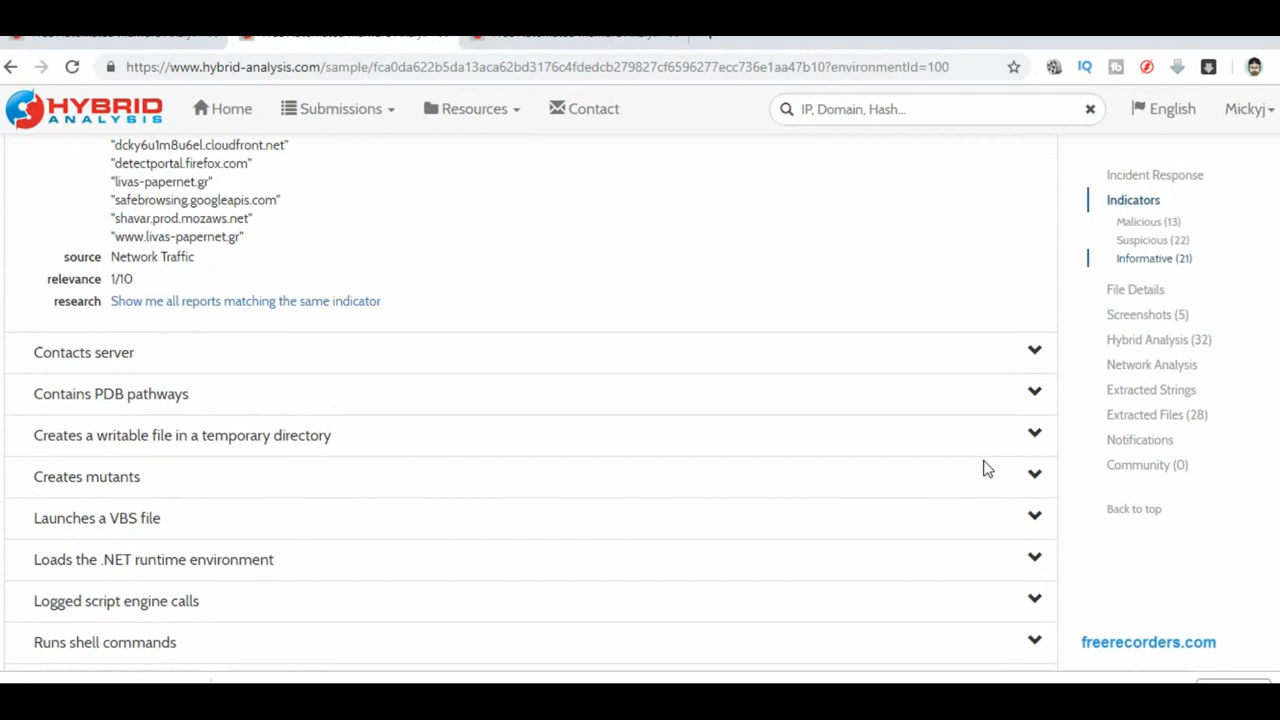 https://www.hybrid-analysis.com/sample/fca0da622b5da13aca62bd3176c4fdedcb279827cf6596277ecc736e1aa47b10?environmentId=100
HYBRID ANALYSIS
Home
Submissions
Resources
Contact
IP, Domain, Hash...
English
Mickyj
"dcky6u1m8u6el.cloudfront.net"
"detectportal.firefox.com"
"livas-papernet.gr"
"safebrowsing.googleapis.com"
"shavar.prod.mozaws.net"
"www.livas-papernet.gr"
source Network Traffic
relevance 1/10
research Show me all reports matching the same indicator
Contacts server
Contains PDB pathways
Creates a writable file in a temporary directory
Creates mutants
Launches a VBS file
Loads the .NET runtime environment
Logged script engine calls
Runs shell commands
Incident Response
Indicators
Malicious (13)
Suspicious (22)
Informative (21)
File Details
Screenshots (5)
Hybrid Analysis (32)
Network Analysis
Extracted Strings
Extracted Files (28)
Notifications
Community (0)
Back to top
freerecorders.com